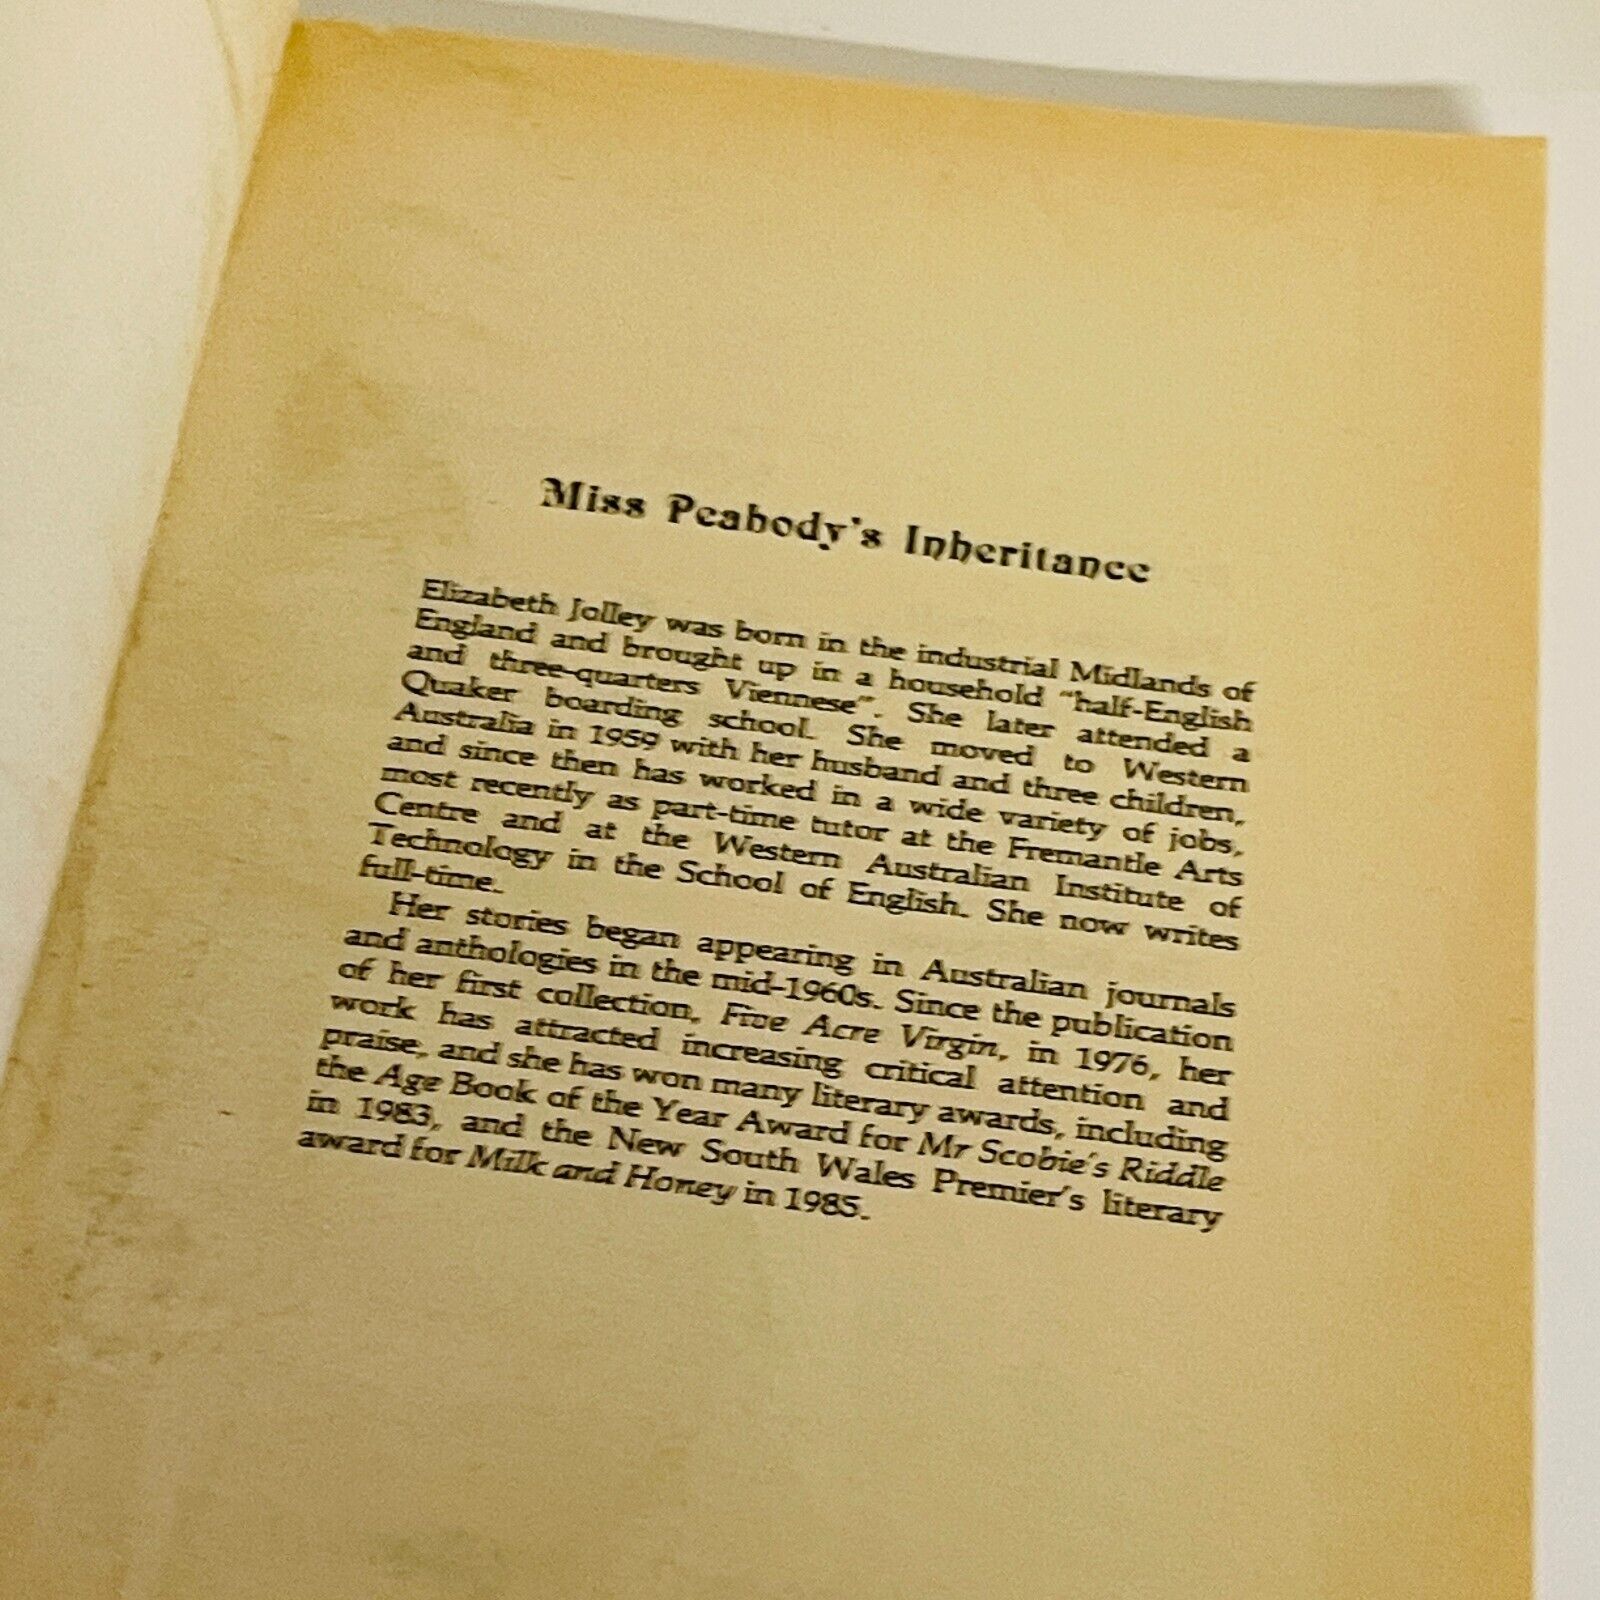 Miss Peabody's Inheritance
Elizabeth Jolley was born in the industrial Midlands of
England and brought up in a household "half-English
and three-quarters Viennese". She later attended a
Quaker boarding school. She moved to Western
Australia in 1959 with her husband and three children,
and since then has worked in a wide variety of jobs,
most recently as part-time tutor at the Fremantle Arts
Centre and at the Western Australian Institute of
Technology in the School of English. She now writes
full-time.
Her stories began appearing in Australian journals
and anthologies in the mid-1960s. Since the publication
of her first collection, Five Acre Virgin, in 1976, her
work has attracted increasing critical attention and
praise, and she has won many literary awards, including
the Age Book of the Year Award for Mr Scobie's Riddle
in 1983, and the New South Wales Premier's literary
award for Milk and Honey in 1985.